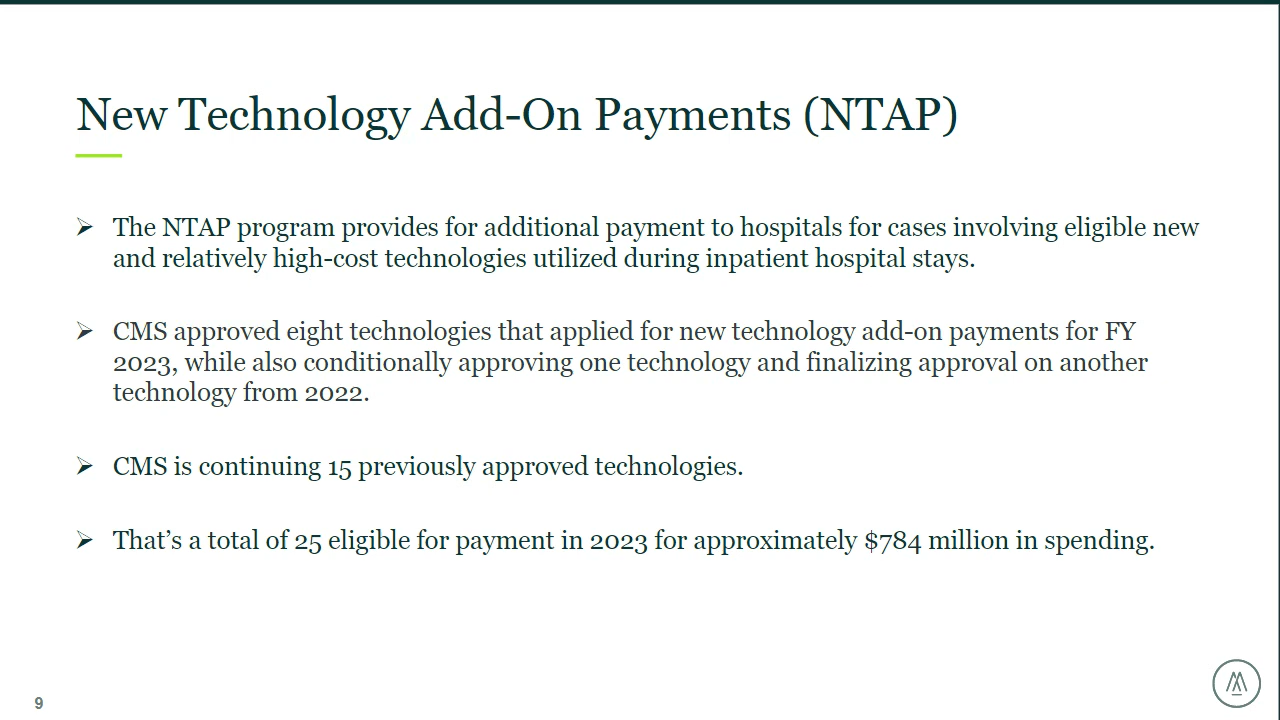 New Technology Add-On Payments (NTAP)
➢ The NTAP program provides for additional payment to hospitals for cases involving eligible new
and relatively high-cost technologies utilized during inpatient hospital stays.
➢ CMS approved eight technologies that applied for new technology add-on payments for FY
2023, while also conditionally approving one technology and finalizing approval on another
technology from 2022.
➢ CMS is continuing 15 previously approved technologies.
➢ That’s a total of 25 eligible for payment in 2023 for approximately $784 million in spending.
9